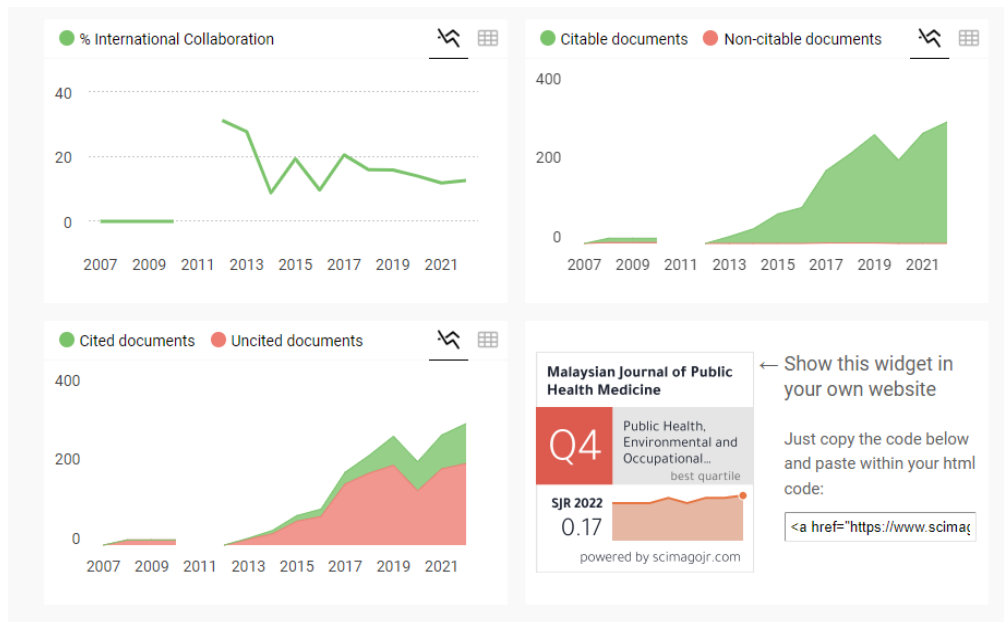 % International Collaboration
40
20
0
2007 2009 2011 2013 2015 2017 2019 2021
Citable documents Non-citable documents
400
200
0
2007 2009 2011 2013 2015 2017 2019 2021
Cited documents Uncited documents
400
200
0
2007 2009 2011 2013 2015 2017 2019 2021
Malaysian Journal of Public
Health Medicine
Q4
Public Health,
Environmental and
Occupational...
best quartile
SJR 2022
0.17
powered by scimagojr.com
← Show this widget in
your own website
Just copy the code below
and paste within your html
code:
<a href="https://www.scimag